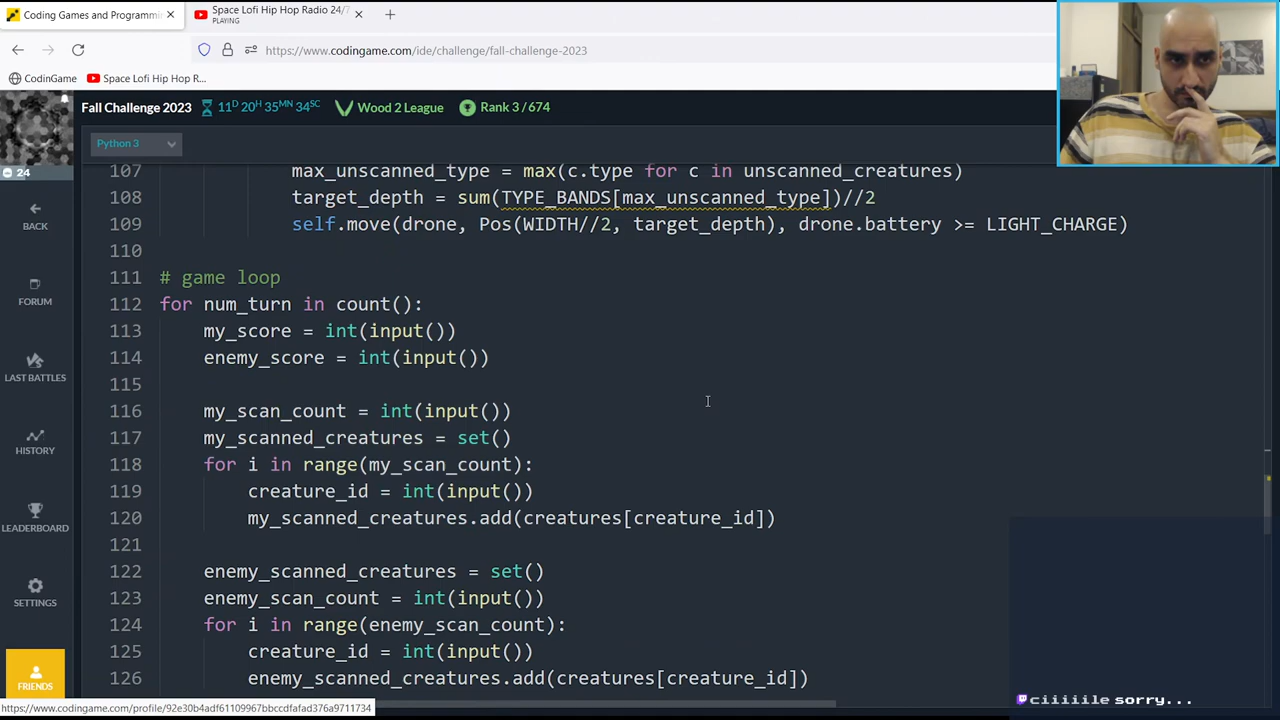 Coding Games and Programmi
Space Lofi Hip Hop Radio 24/7
PLAYING
https://www.codingame.com/ide/challenge/fall-challenge-2023
CodinGame
Space Lofi Hip Hop R...
Fall Challenge 2023
11D 20H 35MN 34SC
Wood 2 League
Rank 3 / 674
Python 3
24
BACK
FORUM
LAST BATTLES
HISTORY
LEADERBOARD
SETTINGS
FRIENDS
107 max_unscanned_type = max(c.type for c in unscanned_creatures)
108 target_depth = sum(TYPE_BANDS[max_unscanned_type])//2
109 self.move(drone, Pos(WIDTH//2, target_depth), drone.battery >= LIGHT_CHARGE)
110
111 # game loop
112 for num_turn in count():
113 my_score = int(input())
114 enemy_score = int(input())
115
116 my_scan_count = int(input())
117 my_scanned_creatures = set()
118 for i in range(my_scan_count):
119 creature_id = int(input())
120 my_scanned_creatures.add(creatures[creature_id])
121
122 enemy_scanned_creatures = set()
123 enemy_scan_count = int(input())
124 for i in range(enemy_scan_count):
125 creature_id = int(input())
126 enemy_scanned_creatures.add(creatures[creature_id])
https://www.codingame.com/profile/92e30b4adf61109967bbccdfafad376a9711734
ciiiiile sorry...